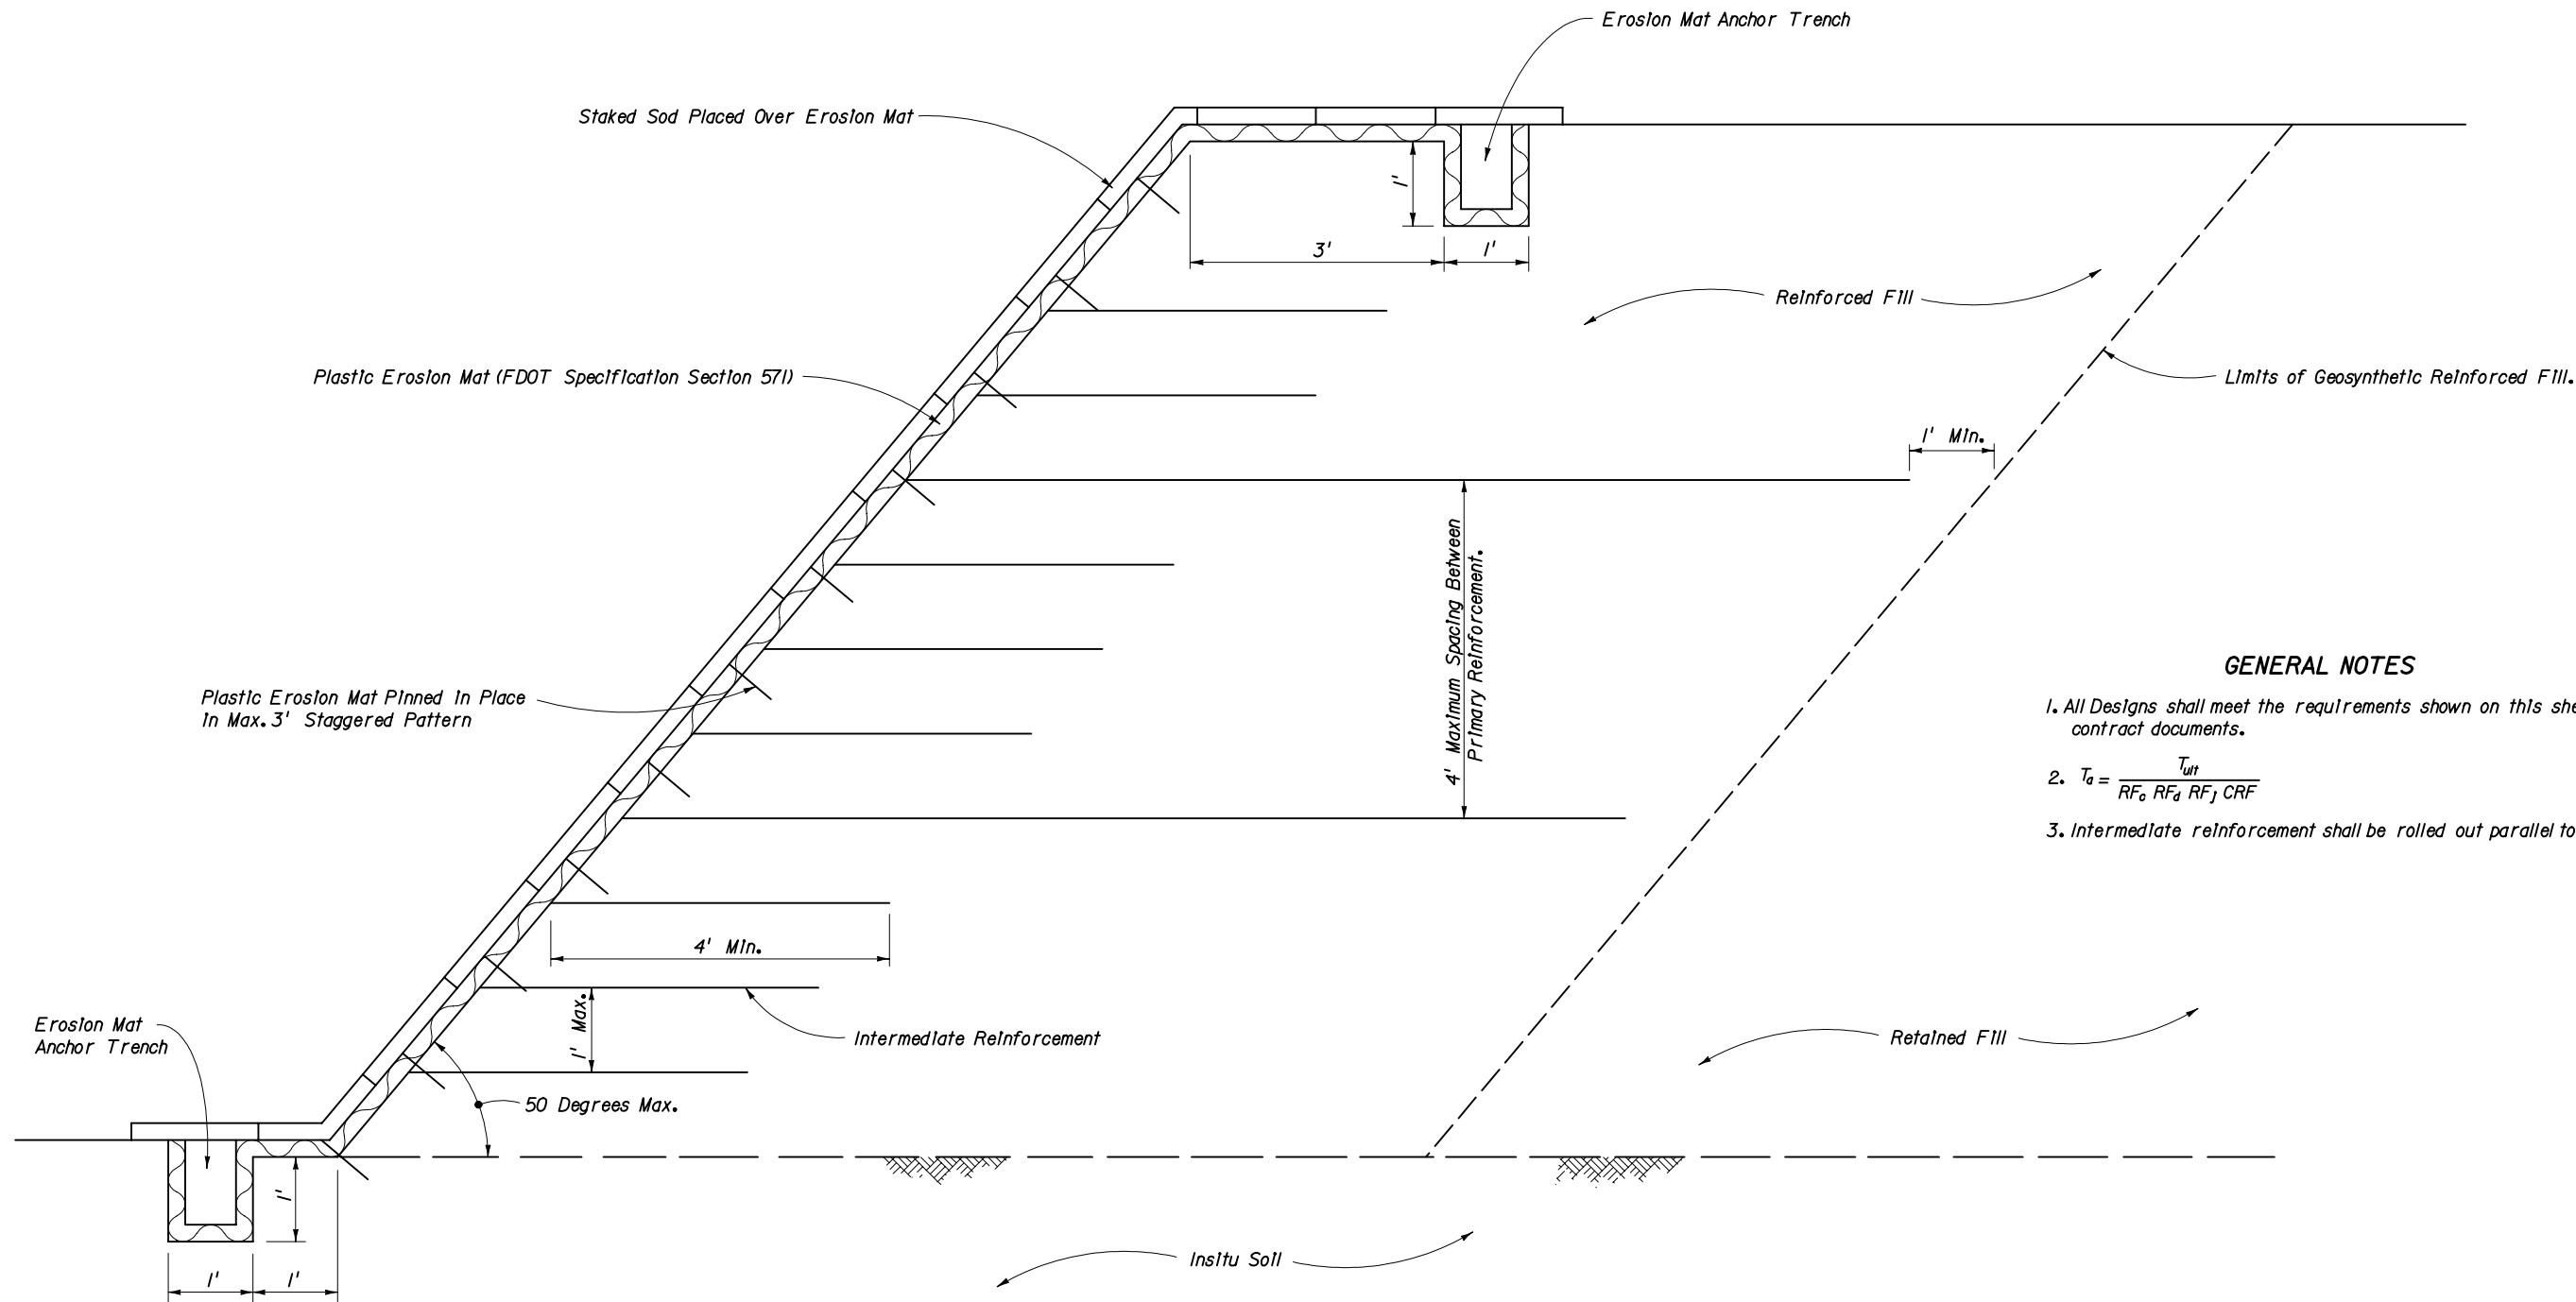 Erosion Mat Anchor Trench
Staked Sod Placed Over Erosion Mat
1'
3'
1'
Reinforced Fill
Plastic Erosion Mat (FDOT Specification Section 571)
Limits of Geosynthetic Reinforced Fill.
1' Min.
4' Maximum Spacing Between
Primary Reinforcement.
GENERAL NOTES
1. All Designs shall meet the requirements shown on this
contract documents.
Plastic Erosion Mat Pinned in Place
in Max. 3' Staggered Pattern
2. Ta = Tult
RFc RFd RFj CRF
3. Intermediate reinforcement shall be rolled out parallel to
4' Min.
1' Max.
Intermediate Reinforcement
Erosion Mat
Anchor Trench
Retained Fill
50 Degrees Max.
1'
Insitu Soil
1'
1'